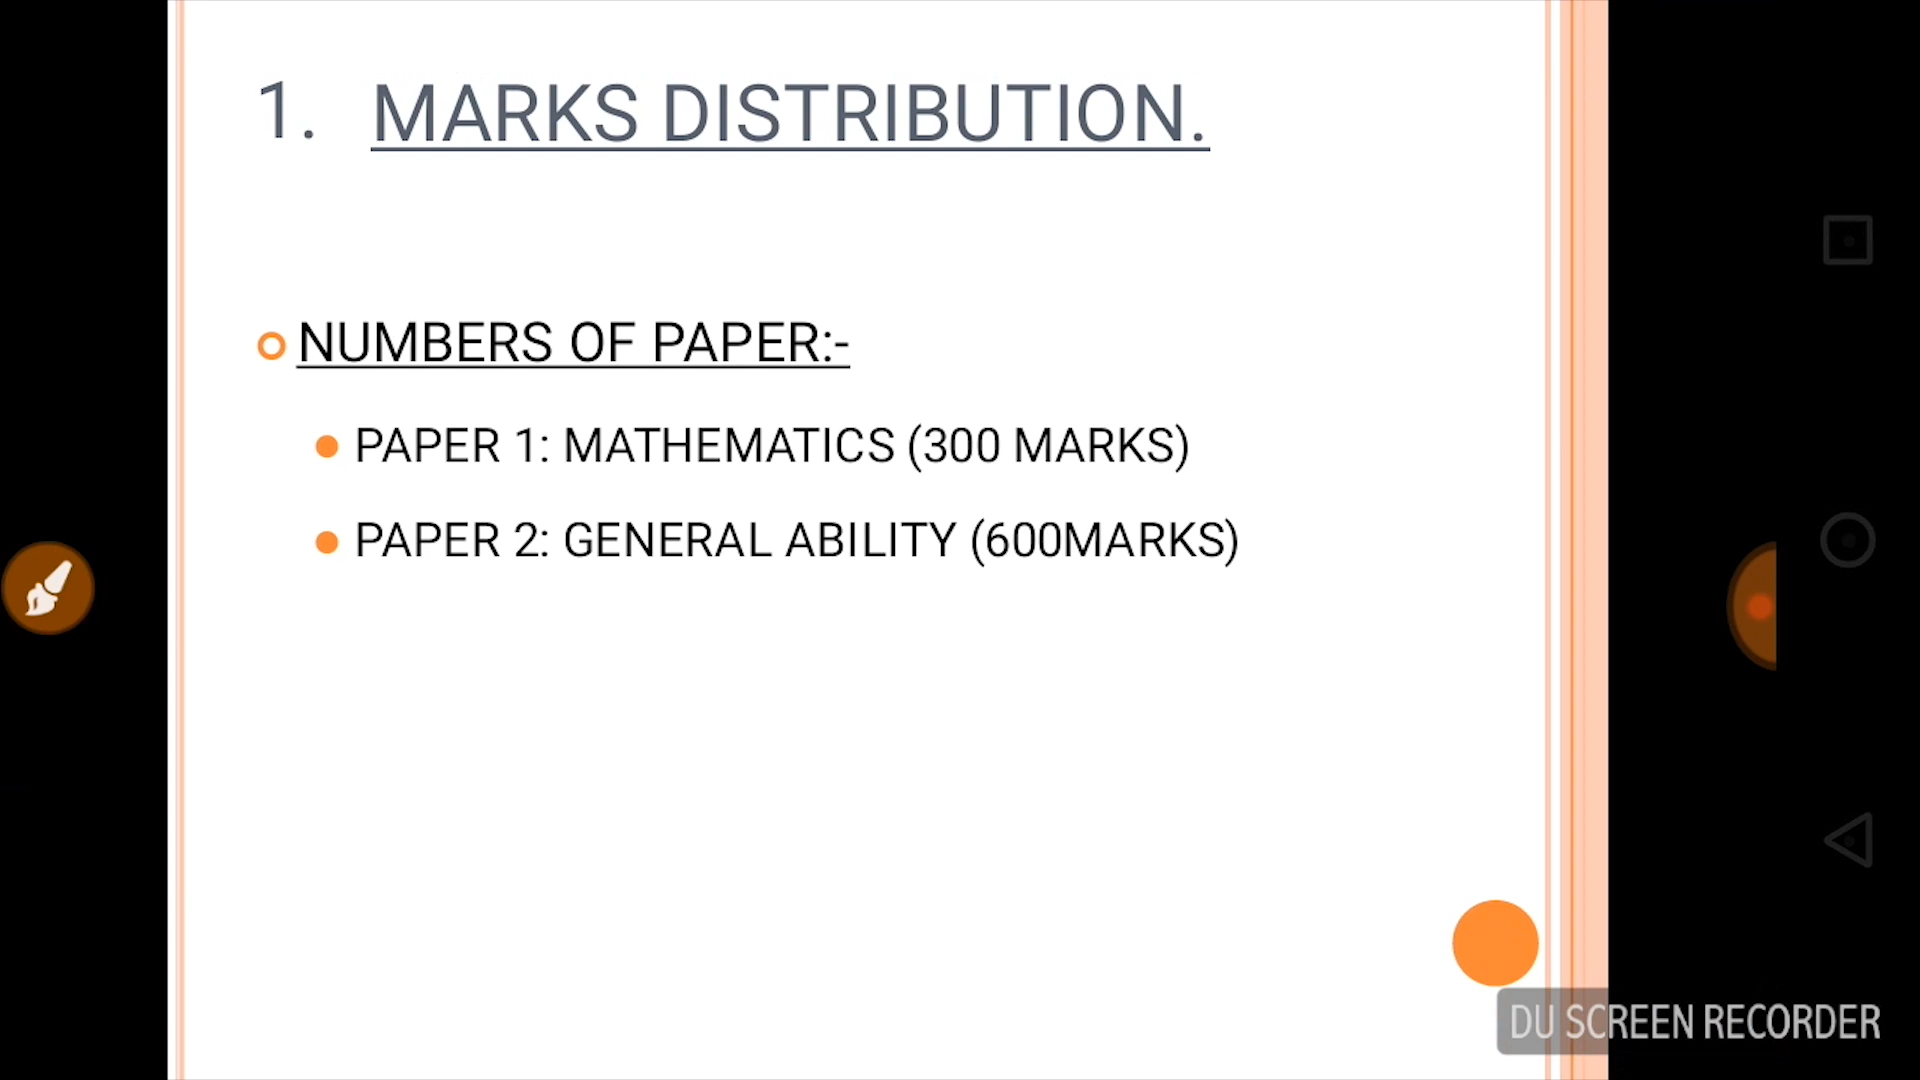 1. MARKS DISTRIBUTION.
NUMBERS OF PAPER:-
PAPER 1: MATHEMATICS (300 MARKS)
PAPER 2: GENERAL ABILITY (600MARKS)
DU SCREEN RECORDER